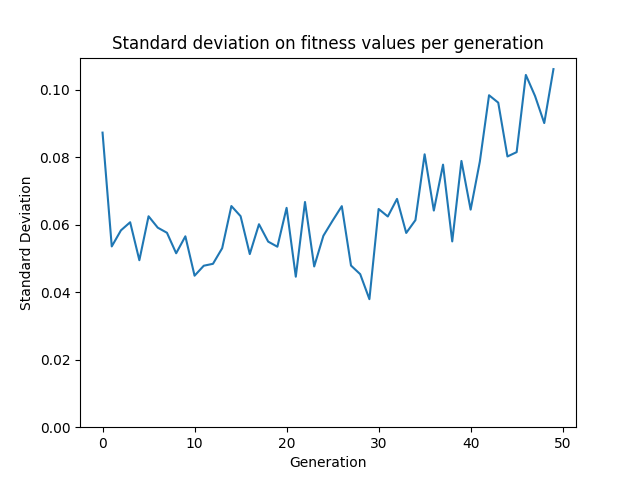 Standard deviation on fitness values per generation
0.10
0.08
0.06
0.04
0.02
0.00
Standard Deviation
0 10 20 30 40 50
Generation